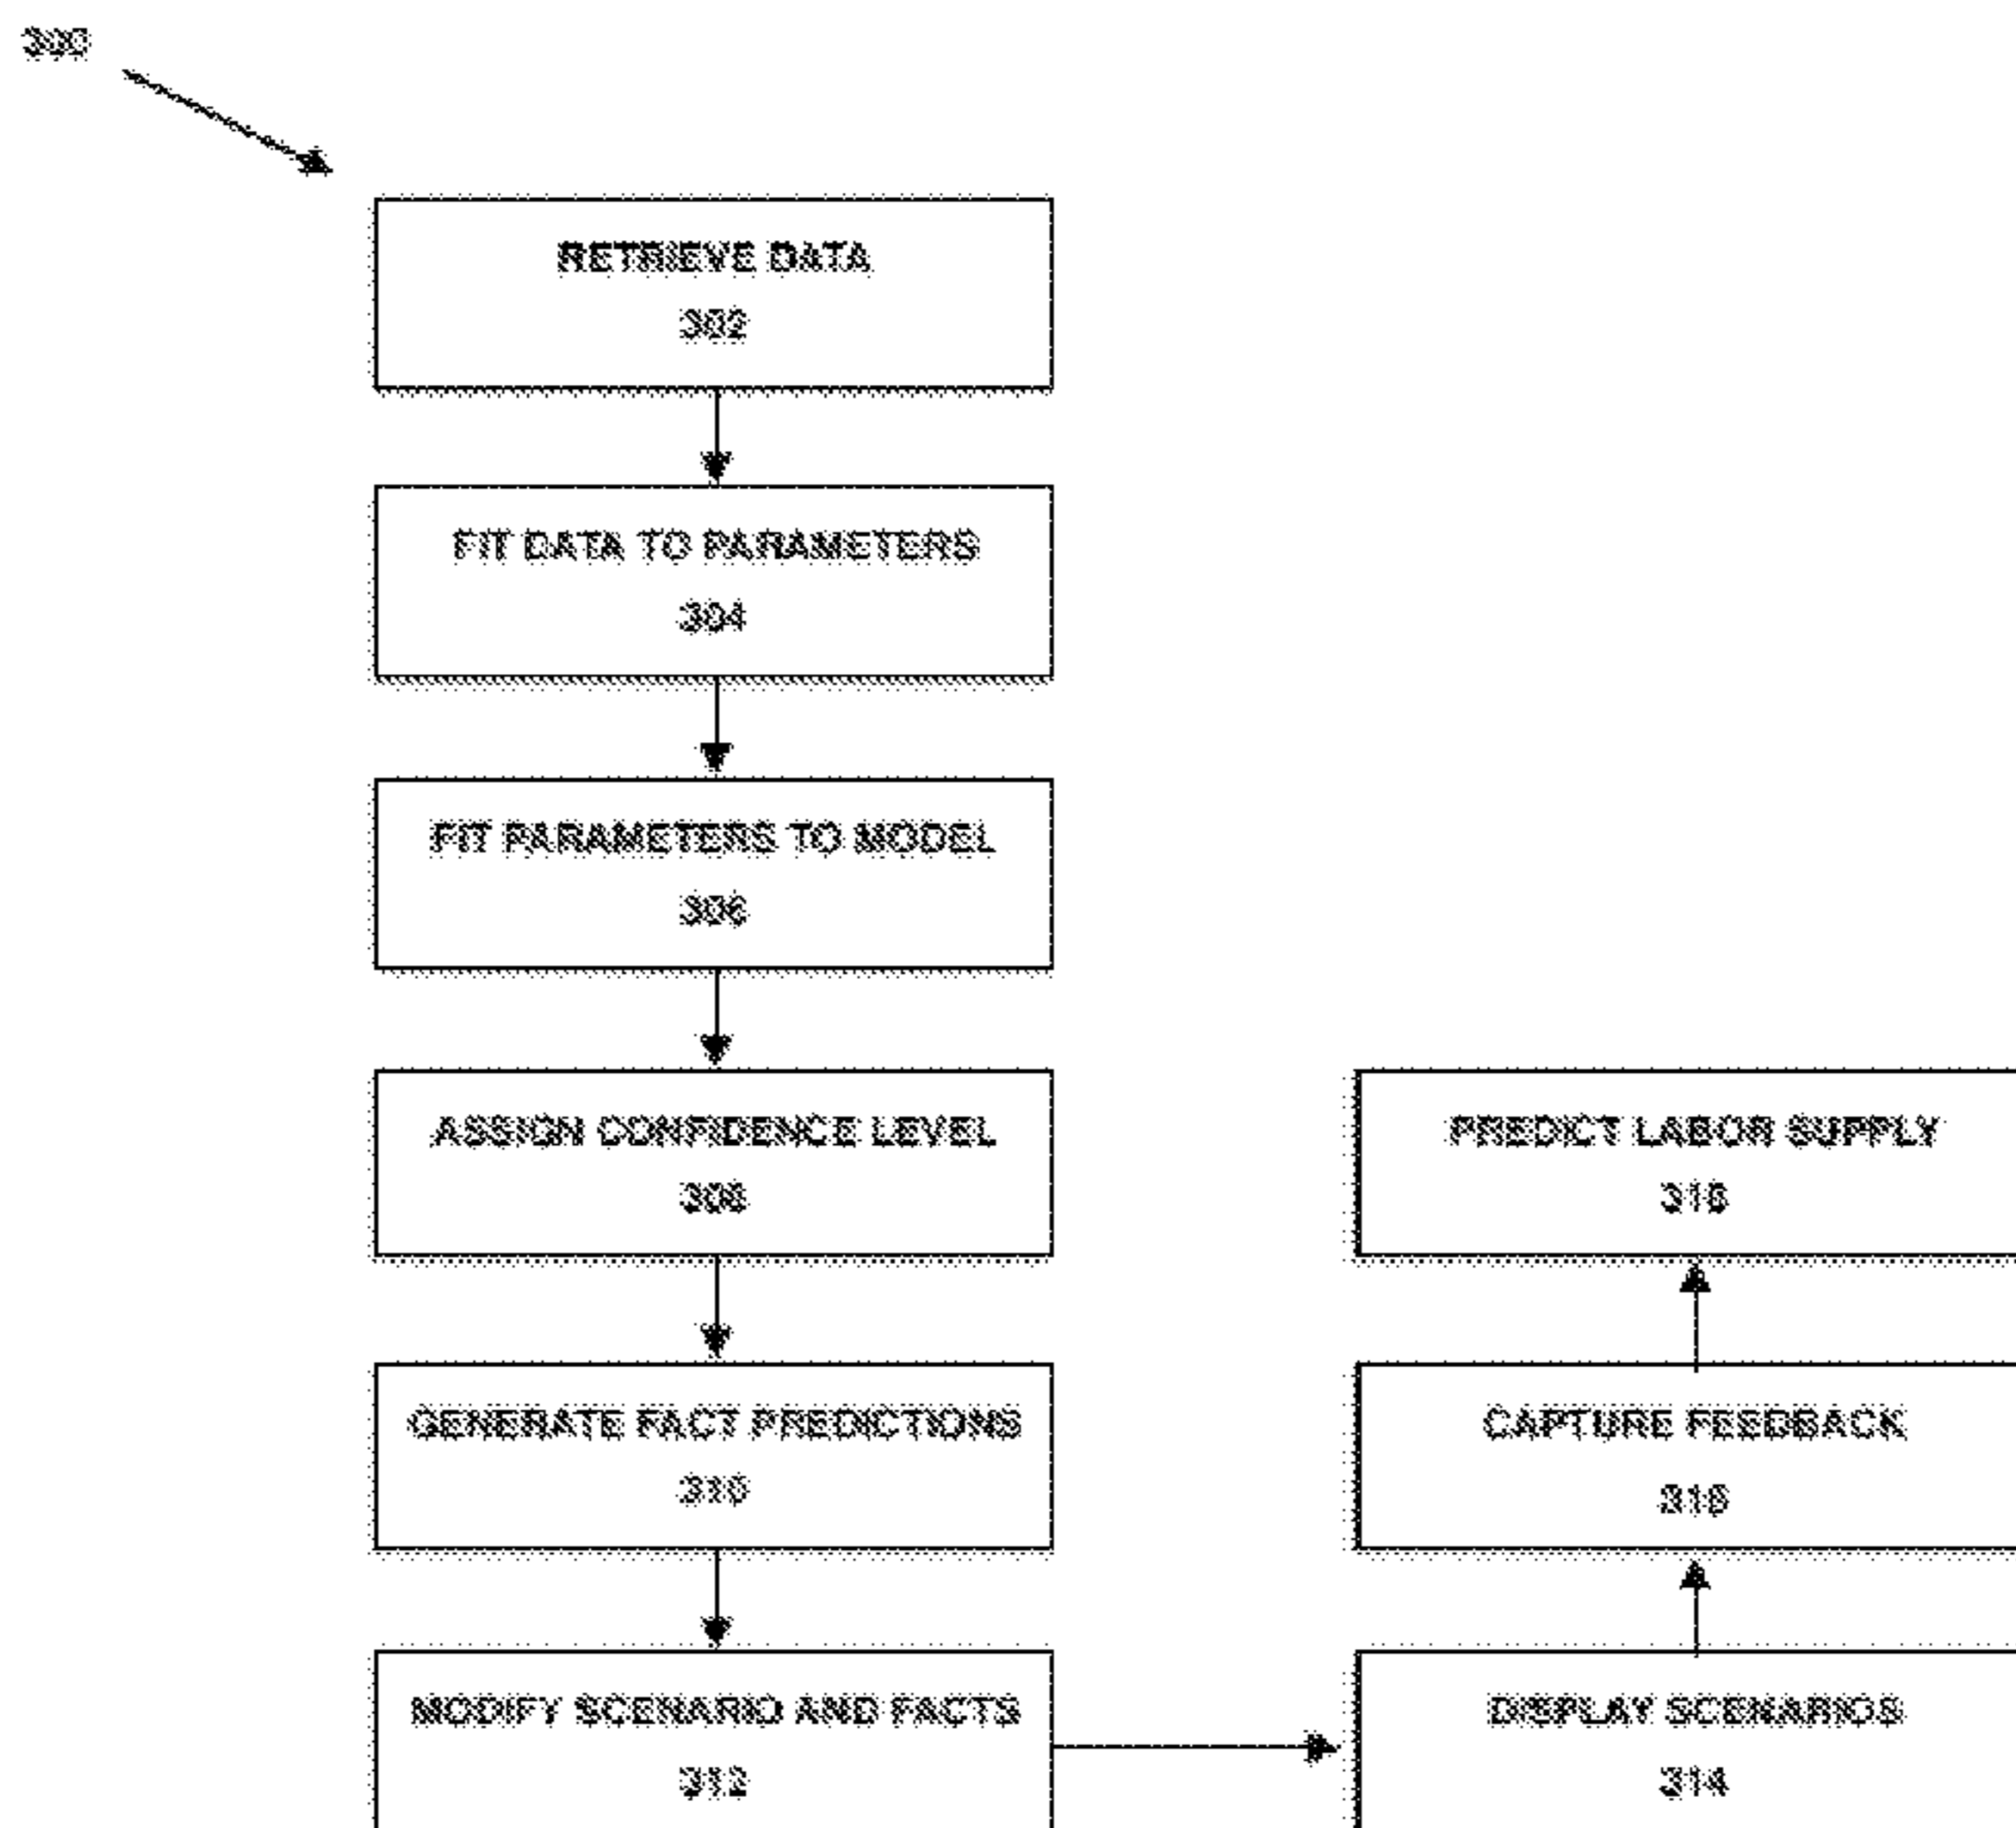 300
RETRIEVE DATA
302
FIT DATA TO PARAMETERS
304
FIT PARAMETERS TO MODEL
306
ASSIGN CONFIDENCE LEVEL
308
GENERATE FACT PREDICTIONS
310
MODIFY SCENARIO AND FACTS
312
DISPLAY SCENARIOS
314
CAPTURE FEEDBACK
316
PREDICT LABOR SUPPLY
318